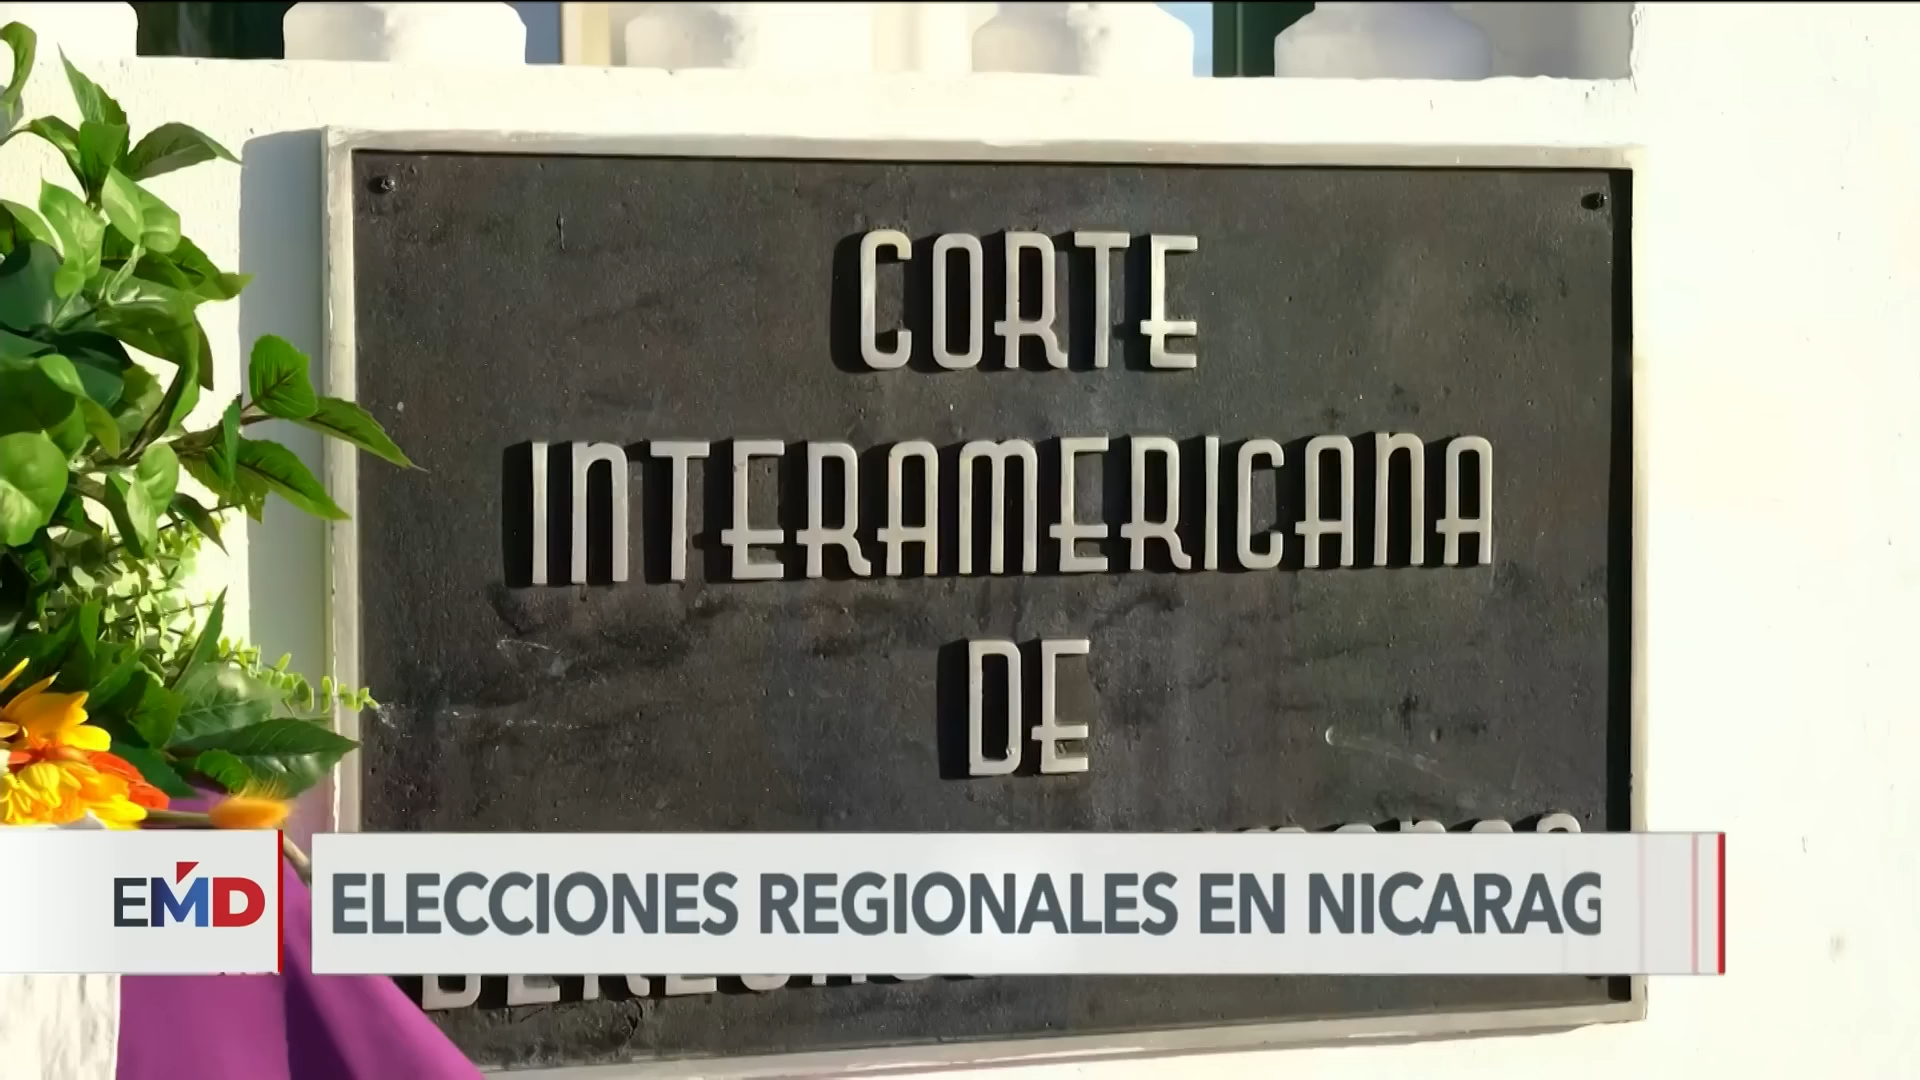 CORTE
INTERAMERICANA
DE
EMD
ELECCIONES REGIONALES EN NICARAG